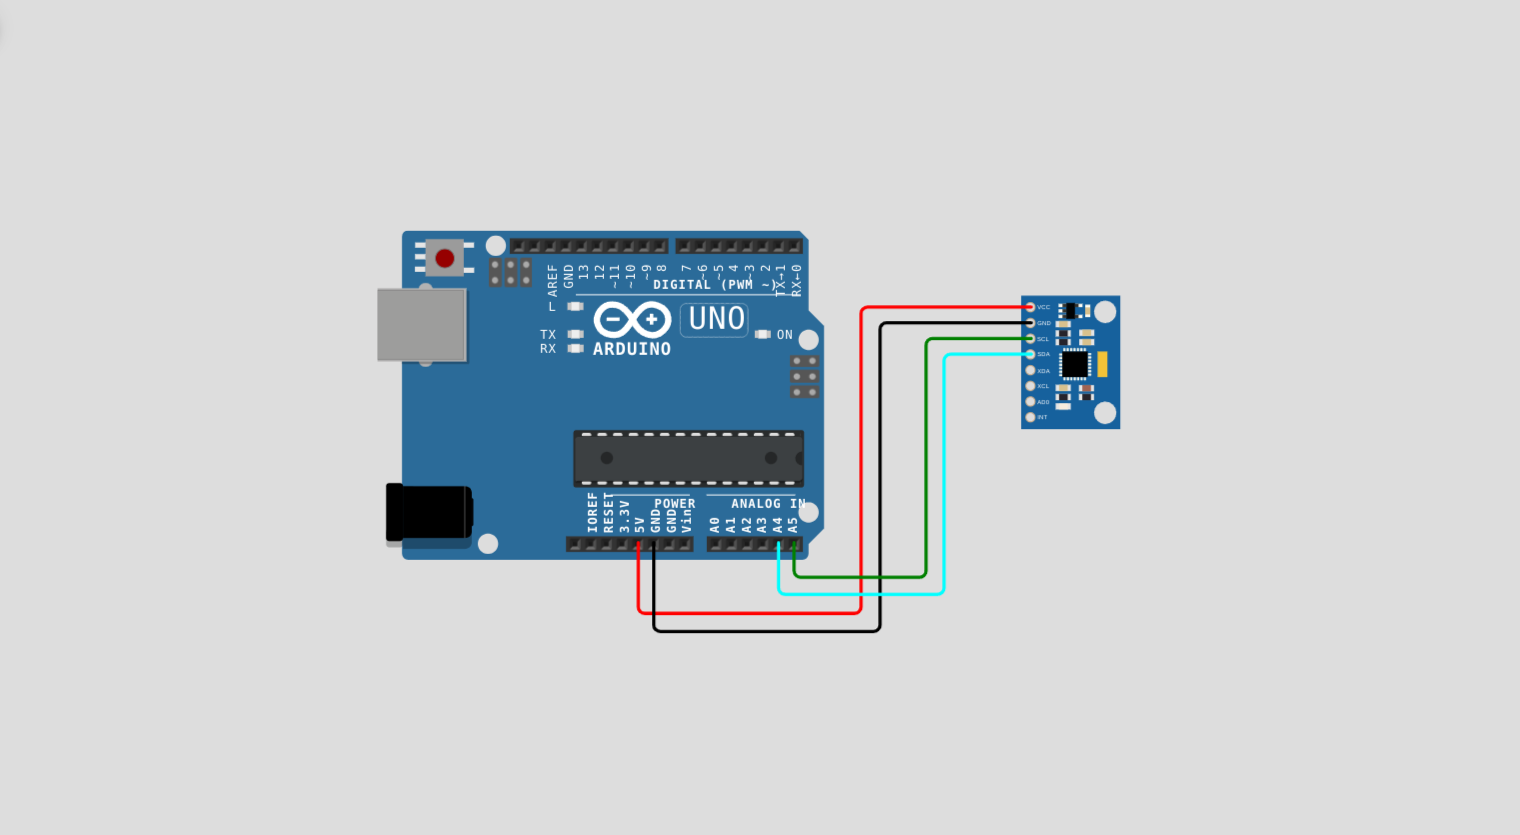 AREF
GND
13
12
~11
~10
~9
8
7
~6
~5
4
~3
2
TX→1
RX←0
DIGITAL (PWM ~)
L
TX
RX
UNO
ARDUINO
ON
IOREF
RESET
3.3V
5V
GND
GND
Vin
POWER
ANALOG IN
A0
A1
A2
A3
A4
A5
VCC
GND
SCL
SDA
XDA
XCL
AD0
INT